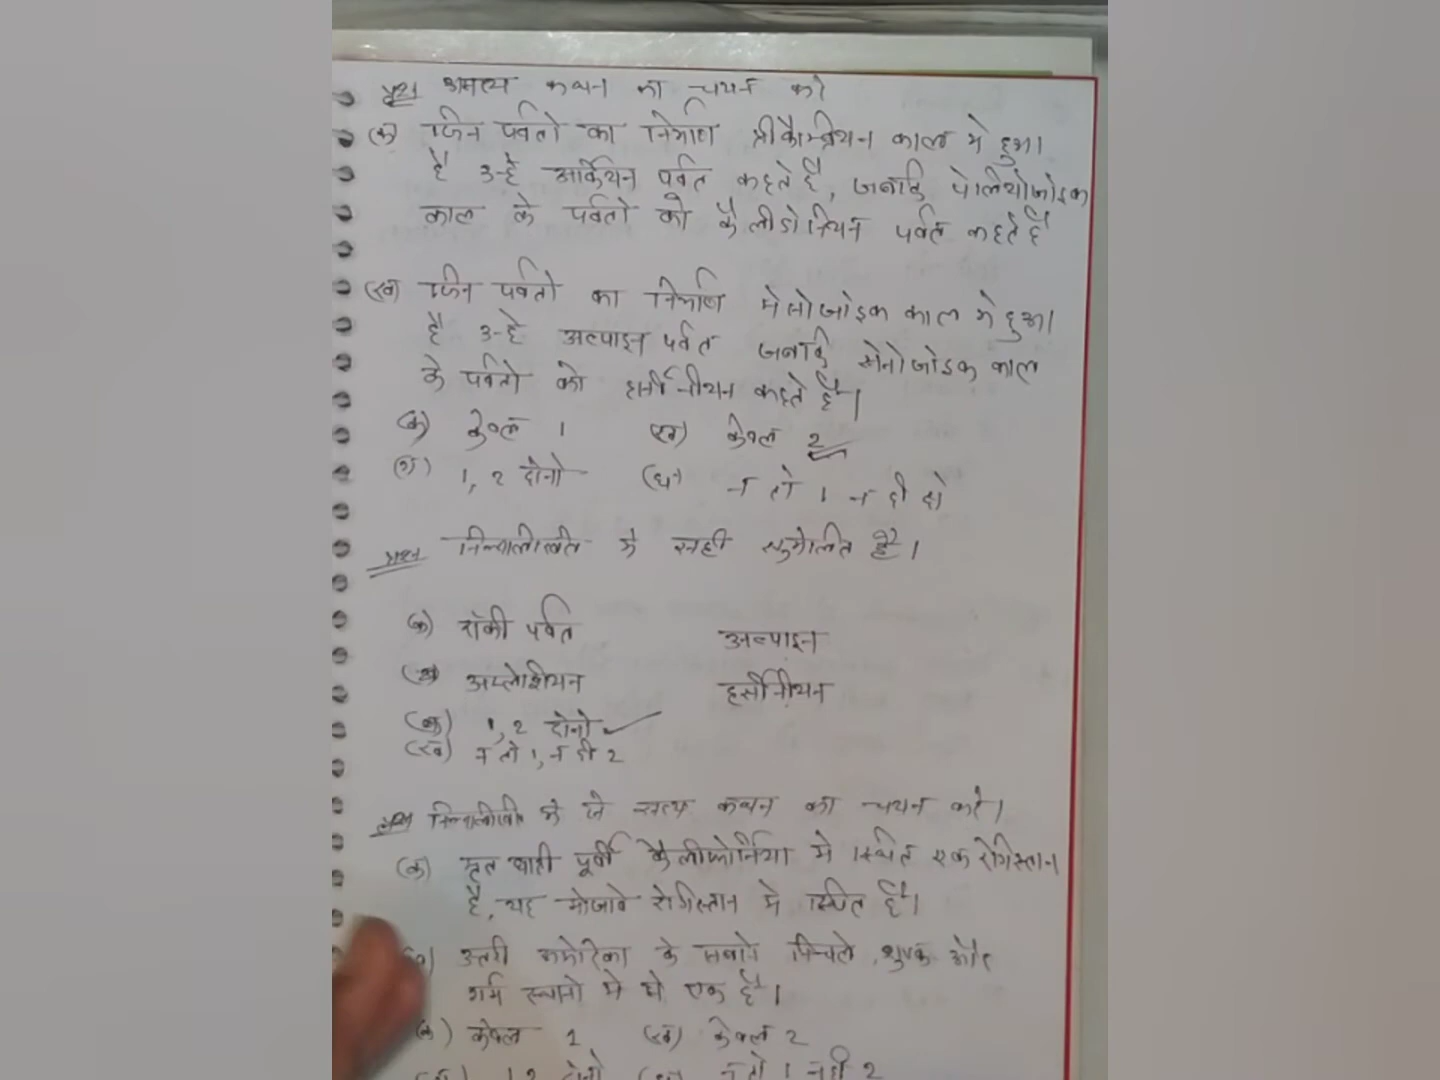 प्रश्न असत्य कथन का चयन करे
(क) जिन पर्वतो का निर्माण प्रीकैम्ब्रियन काल मे हुआ
है उन्हे आर्कियन पर्वत कहते है, जबकि पेलियोजोइक
काल के पर्वतो को कैलीडोनियन पर्वत कहते है
(ख) जिन पर्वतो का निर्माण मेसोजोइक काल मे हुआ
है उन्हे अल्पाइन पर्वत जबकि सेनोजोइक काल
के पर्वतो को हर्सीनीयन कहते है।
(क) केवल 1 (ख) केवल 2
(ग) 1, 2 दोनो (घ) न तो 1 न ही दो
प्रश्न निम्नलिखित मे सही सुमेलित है।
(क) रॉकी पर्वत अल्पाइन
(ख) अप्लेशियन हर्सीनीयन
(क) 1, 2 दोनो
(ख) न तो 1, न ही 2
प्रश्न मे से सत्य कथन का चयन करे।
(क) मृत घाटी पूर्वी कैलीफोर्निया मे स्थित एक रेगिस्तान
है, यह मोजावे रेगिस्तान मे स्थित है।
उत्तरी अमेरिका के सबसे निचले, शुष्क और
गर्म स्थानो मे से एक है।
(क) केवल 1 (ख) केवल 2
1, 2 दोनो न तो 1 न ही 2